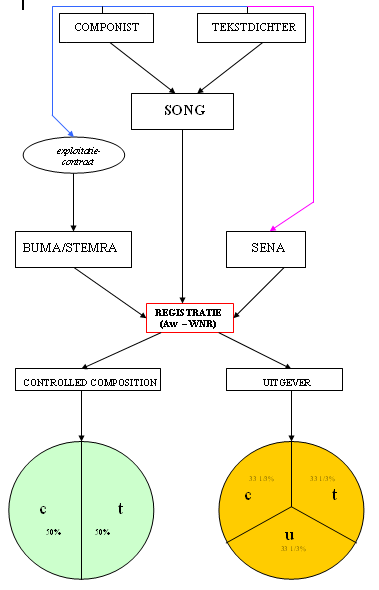 COMPONIST
TEKSTDICHTER
SONG
exploitatie-
contract
BUMA/STEMRA
SENA
REGISTRATIE
(Aw – WNR)
CONTROLLED COMPOSITION
UITGEVER
c
t
50%
50%
33 1/3%
33 1/3%
c
t
u
33 1/3%